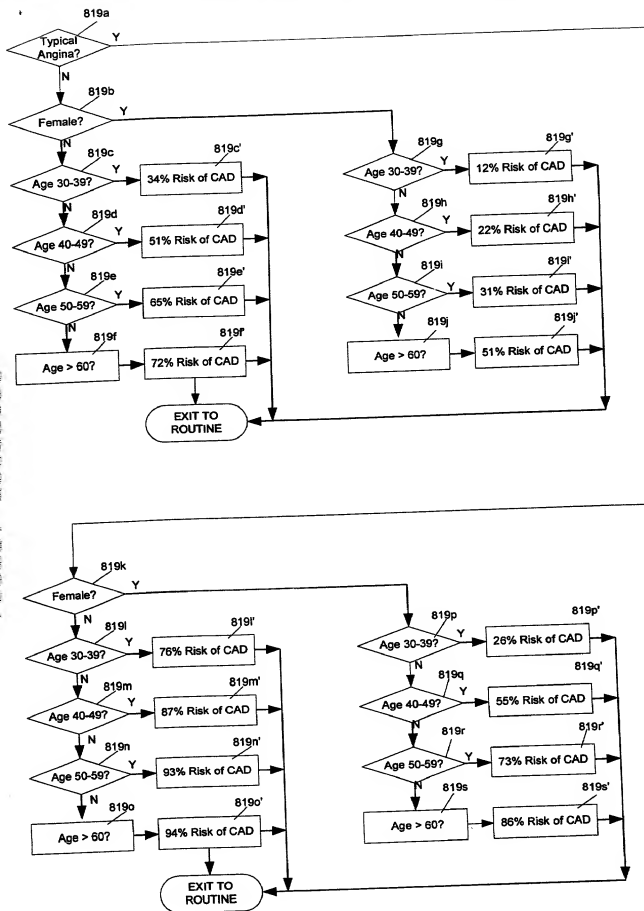 819a
Typical
Angina?
Y
N
819b
Female?
Y
N
819c
Age 30-39?
Y
819c'
34% Risk of CAD
N
819d
Age 40-49?
Y
819d'
51% Risk of CAD
N
819e
Age 50-59?
Y
819e'
65% Risk of CAD
N
819f
Age > 60?
819f'
72% Risk of CAD
EXIT TO
ROUTINE
819g
Age 30-39?
Y
819g'
12% Risk of CAD
N
819h
Age 40-49?
Y
819h'
22% Risk of CAD
N
819i
Age 50-59?
Y
819i'
31% Risk of CAD
N
819j
Age > 60?
819j'
51% Risk of CAD
819k
Female?
Y
N
819l
Age 30-39?
Y
819l'
76% Risk of CAD
N
819m
Age 40-49?
Y
819m'
87% Risk of CAD
N
819n
Age 50-59?
Y
819n'
93% Risk of CAD
N
819o
Age > 60?
819o'
94% Risk of CAD
EXIT TO
ROUTINE
819p
Age 30-39?
Y
819p'
26% Risk of CAD
N
819q
Age 40-49?
Y
819q'
55% Risk of CAD
N
819r
Age 50-59?
Y
819r'
73% Risk of CAD
N
819s
Age > 60?
819s'
86% Risk of CAD